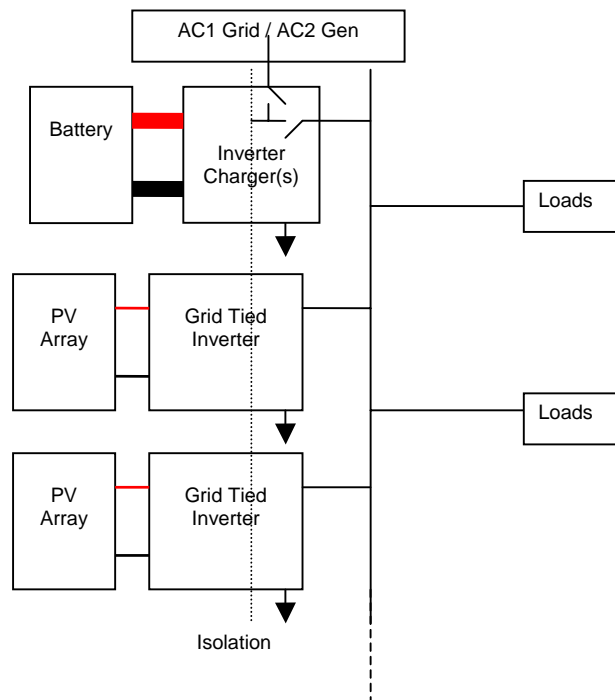 AC1 Grid / AC2 Gen
Battery
Inverter
Charger(s)
Loads
PV
Array
Grid Tied
Inverter
Loads
PV
Array
Grid Tied
Inverter
Isolation